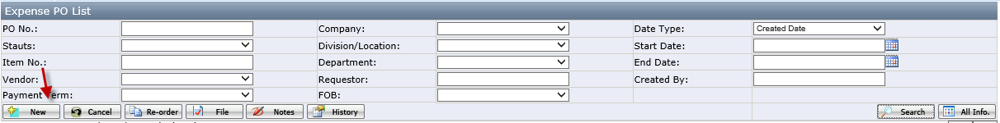 Expense PO List
PO No.: Company: Date Type: Created Date
Stauts: Division/Location: Start Date:
Item No.: Department: End Date:
Vendor: Requestor: Created By:
Payment Term: FOB:
New Cancel Re-order File Notes History Search All Info.